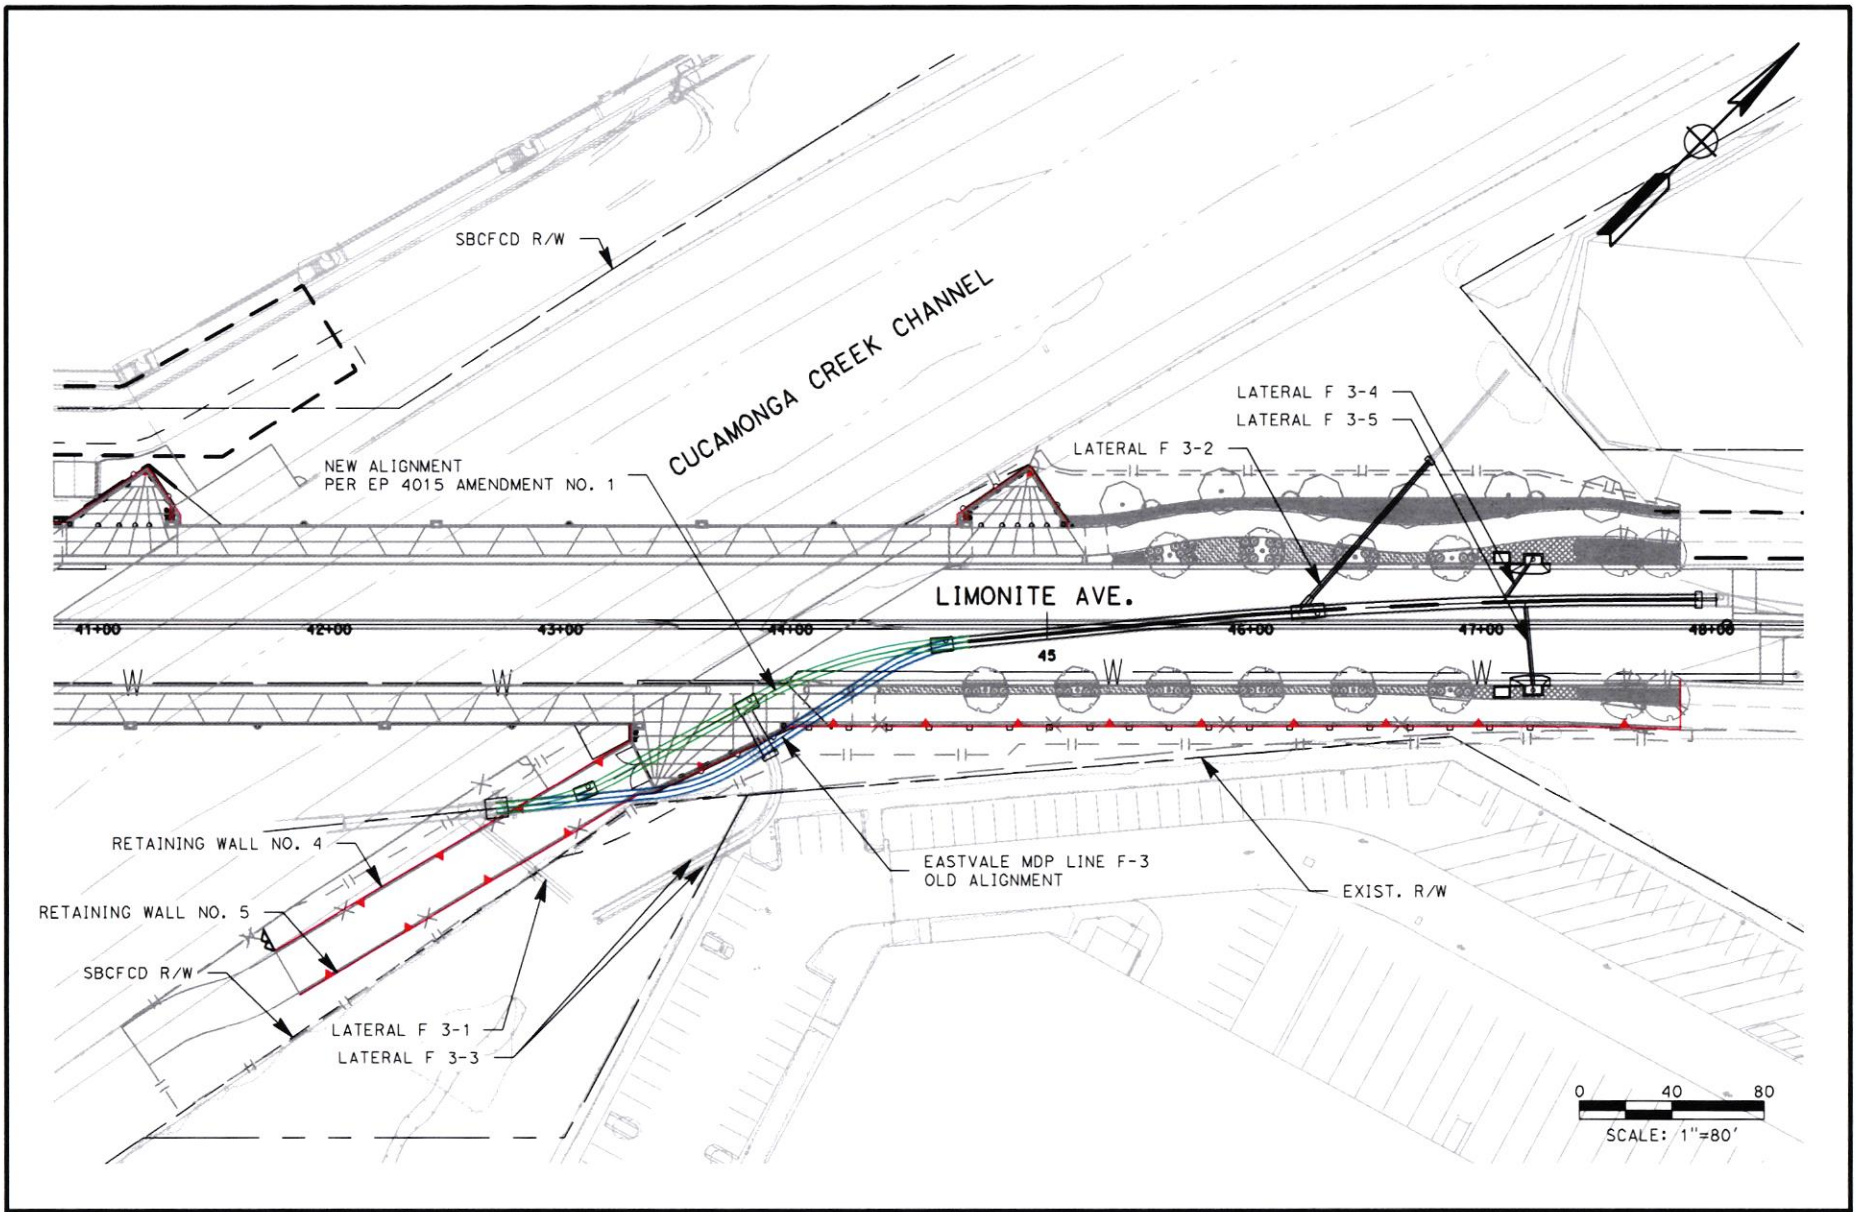 SBCFCD R/W
CUCAMONGA CREEK CHANNEL
LATERAL F 3-4
LATERAL F 3-5
LATERAL F 3-2
NEW ALIGNMENT
PER EP 4015 AMENDMENT NO. 1
LIMONITE AVE.
41+00
42+00
43+00
44+00
45
46+00
47+00
48+00
W
W
W
W
RETAINING WALL NO. 4
EASTVALE MDP LINE F-3
OLD ALIGNMENT
EXIST. R/W
RETAINING WALL NO. 5
SBCFCD R/W
LATERAL F 3-1
LATERAL F 3-3
0 40 80
SCALE: 1"=80'